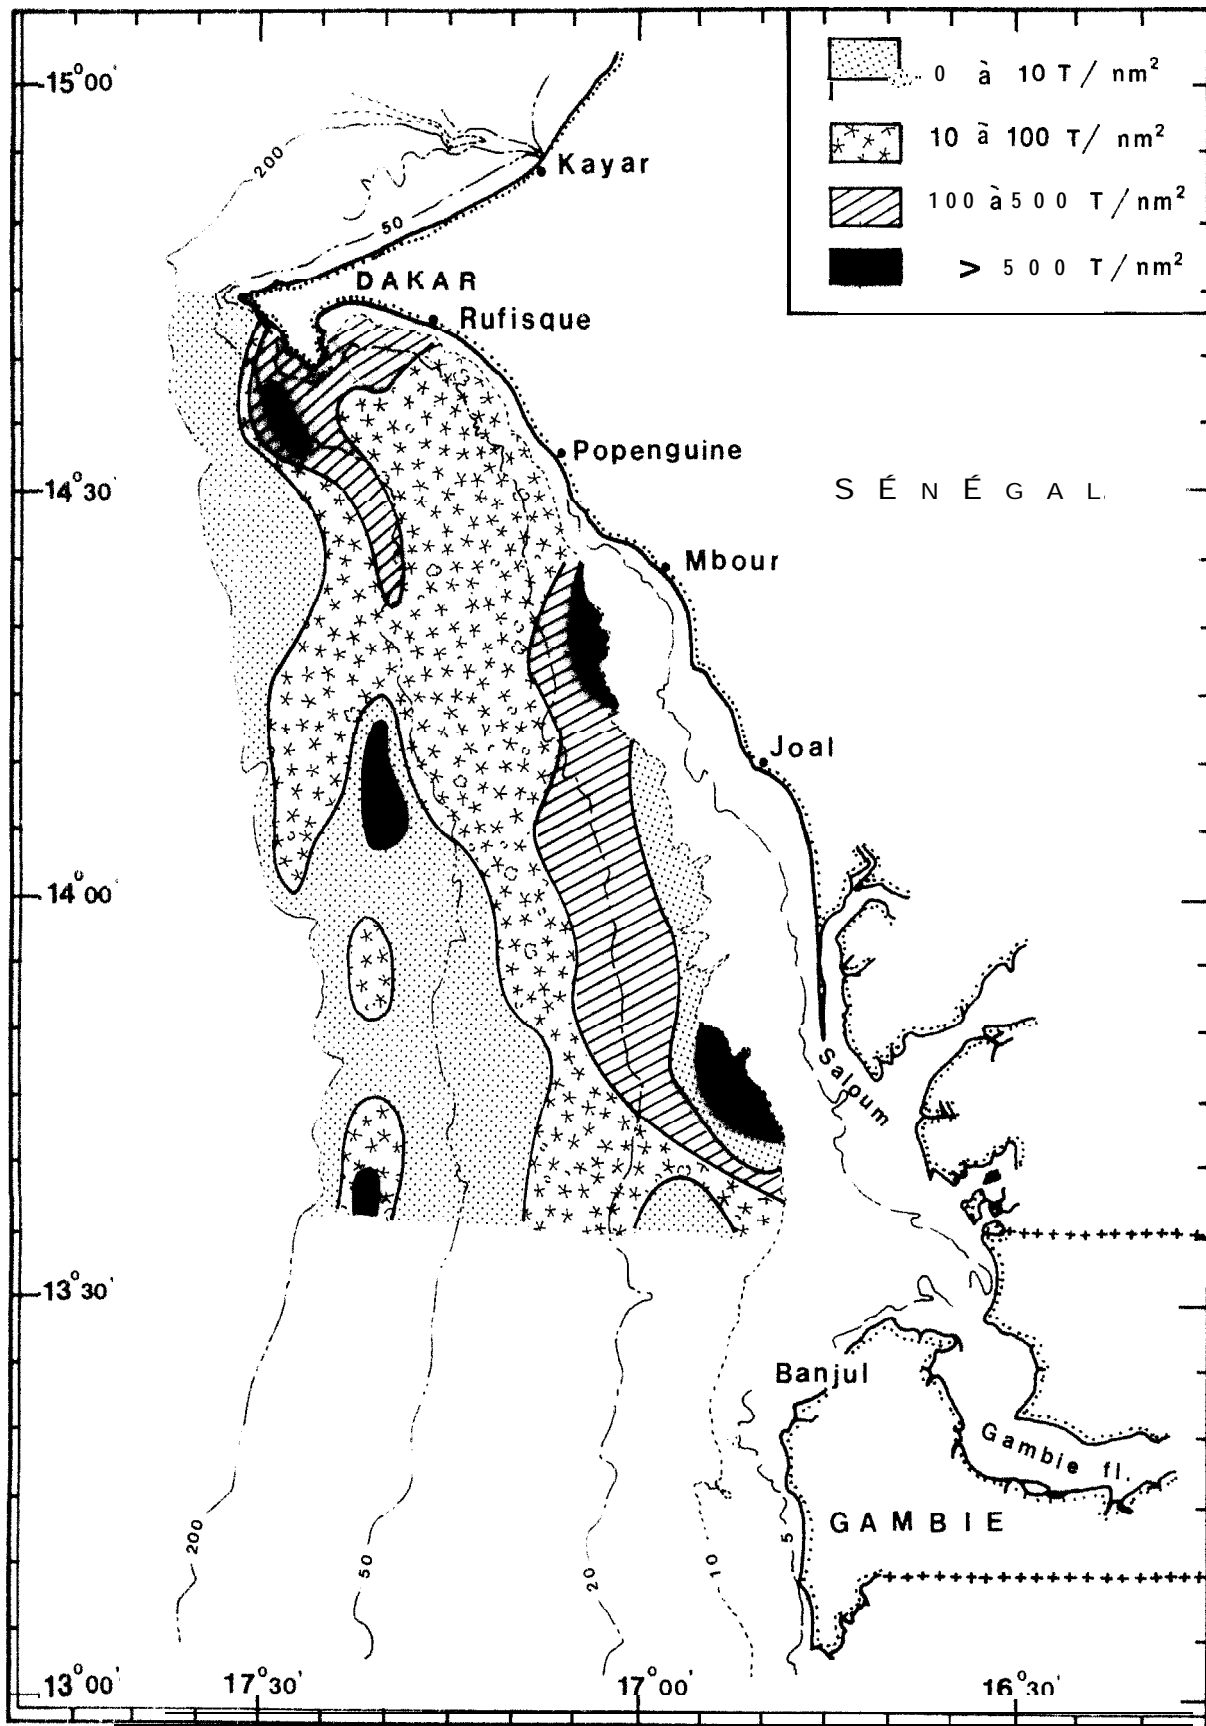 15°00'
0 à 10 T/nm²
10 à 100 T/nm²
100 à 500 T/nm²
> 500 T/nm²
Kayar
200
50
DAKAR
Rufisque
Popenguine
14°30'
SÉNÉGAL
Mbour
Joal
14°00'
Saloum
13°30'
Banjul
Gambie fl.
GAMBIE
200
50
20
10
5
13°00'
17°30'
17°00'
16°30'